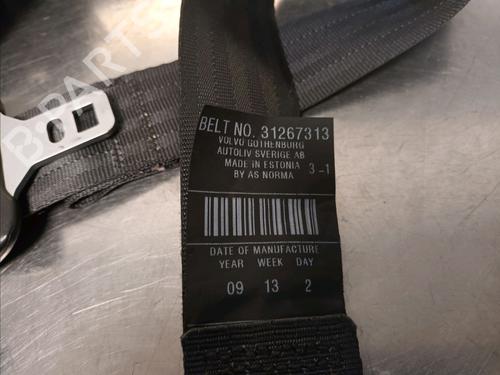 BELT NO. 31267313
VOLVO GOTHENBURG
AUTOLIV SVERIGE AB
MADE IN ESTONIA 3-1
BY AS NORMA
DATE OF MANUFACTURE
YEAR WEEK DAY
09 13 2